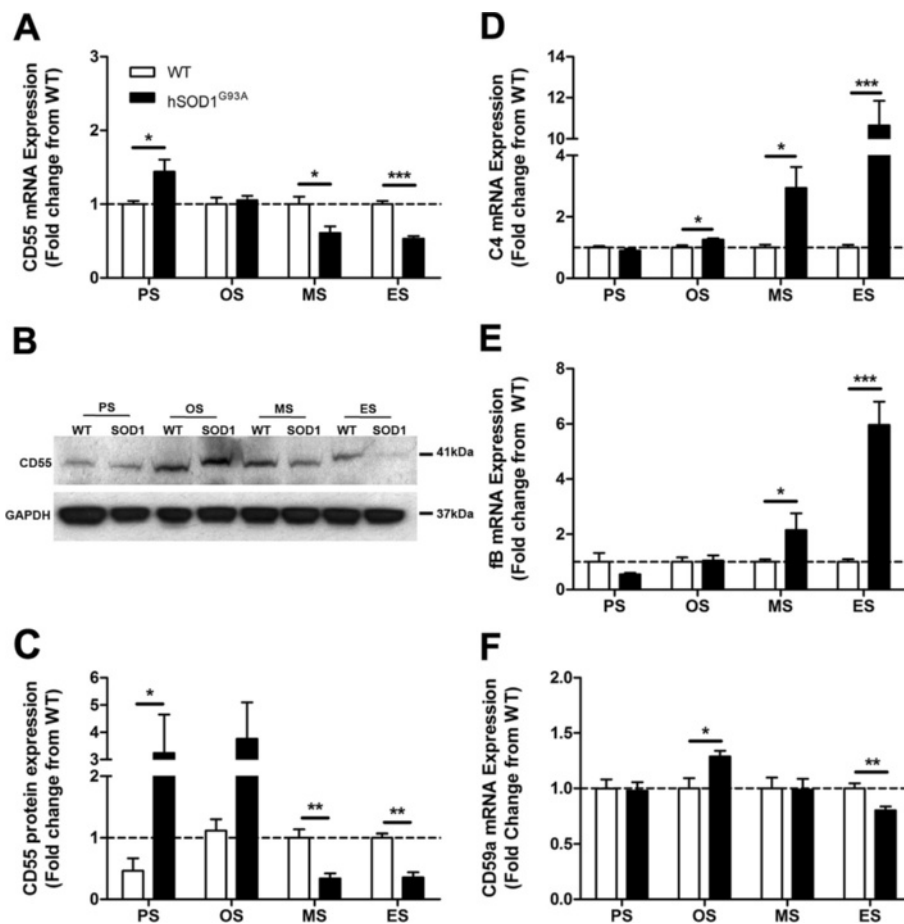 A
CD55 mRNA Expression
(Fold change from WT)
3
2
1
0
WT
hSOD1G93A
*
*
***
PS OS MS ES
B
PS OS MS ES
WT SOD1 WT SOD1 WT SOD1 WT SOD1
CD55
41kDa
GAPDH
37kDa
C
CD55 protein expression
(Fold change from WT)
6
5
4
3
2
1
0
*
**
**
PS OS MS ES
D
C4 mRNA Expression
(Fold change from WT)
14
12
10
8
6
4
2
1
0
*
*
***
PS OS MS ES
E
fB mRNA Expression
(Fold change from WT)
8
6
4
2
0
*
***
PS OS MS ES
F
CD59a mRNA Expression
(Fold Change from WT)
2.0
1.5
1.0
0.5
0.0
*
**
PS OS MS ES